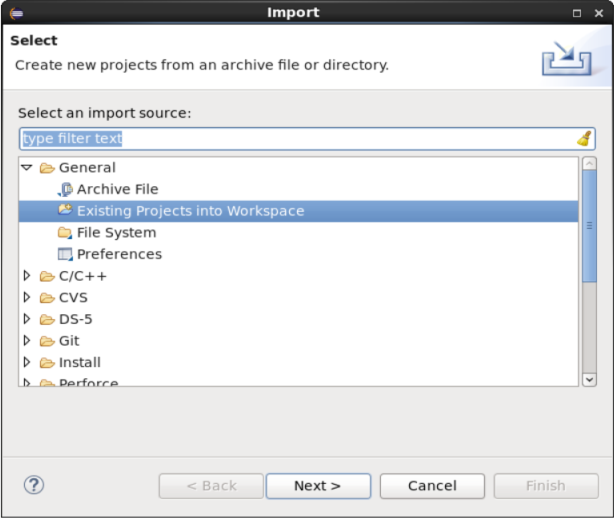 Import
Select
Create new projects from an archive file or directory.
Select an import source:
type filter text
General
Archive File
Existing Projects into Workspace
File System
Preferences
C/C++
CVS
DS-5
Git
Install
Perforce
? < Back Next > Cancel Finish